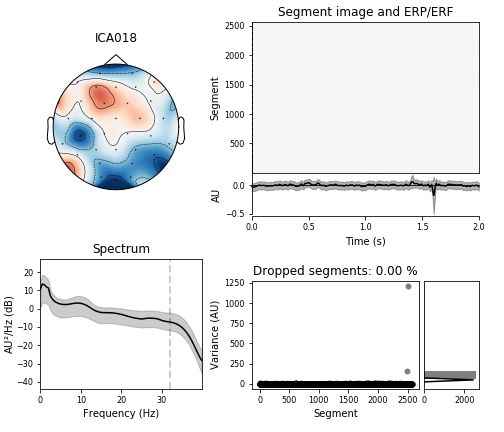 ICA018
Segment image and ERP/ERF
2500
2000
1500
1000
500
Segment
0.0
−0.5
AU
0.0 0.5 1.0 1.5 2.0
Time (s)
Spectrum
20
10
0
−10
−20
−30
−40
AU²/Hz (dB)
0 10 20 30
Frequency (Hz)
Dropped segments: 0.00 %
1250
1000
750
500
250
0
Variance (AU)
0 500 1000 1500 2000 2500
Segment
0 2000